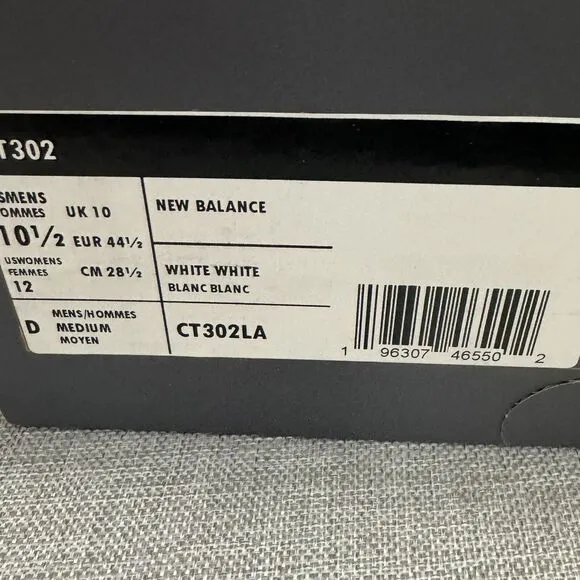 T302
SMENS
OMMES UK 10
10½ EUR 44½
USWOMENS
FEMMES CM 28½
12
D MENS/HOMMES
MEDIUM
MOYEN
NEW BALANCE
WHITE WHITE
BLANC BLANC
CT302LA
1 96307 46550 2